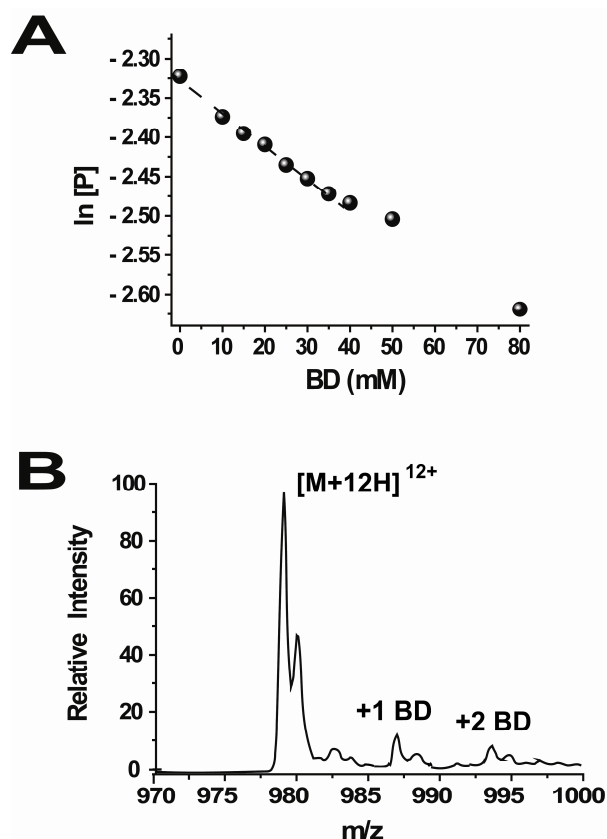 A
- 2.30
- 2.35
- 2.40
- 2.45
- 2.50
- 2.55
- 2.60
ln [P]
0 10 20 30 40 50 60 70 80
BD (mM)
B
[M+12H] 12+
100
80
60
40
20
0
Relative Intensity
+1 BD
+2 BD
970 975 980 985 990 995 1000
m/z